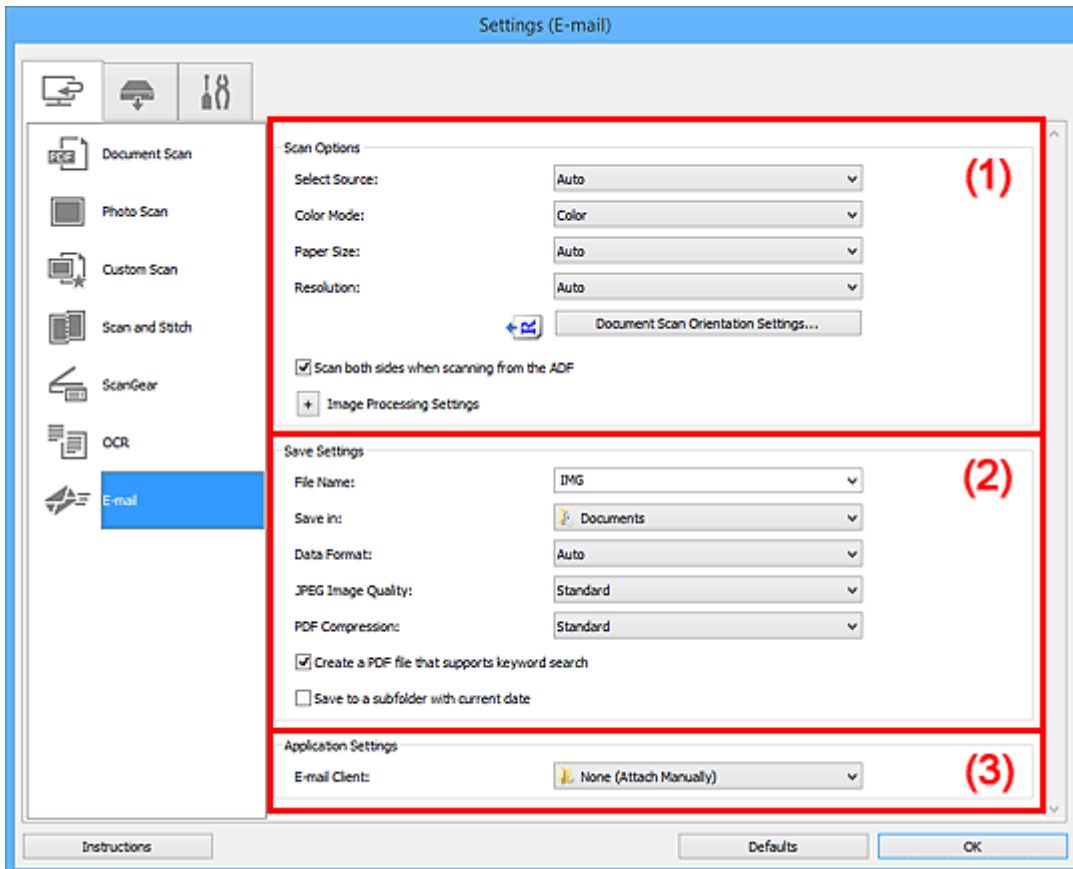 Settings (E-mail)
Document Scan
Photo Scan
Custom Scan
Scan and Stitch
ScanGear
OCR
E-mail
Scan Options
(1)
Select Source: Auto
Color Mode: Color
Paper Size: Auto
Resolution: Auto
Document Scan Orientation Settings...
Scan both sides when scanning from the ADF
+ Image Processing Settings
Save Settings
(2)
File Name: IMG
Save in: Documents
Data Format: Auto
JPEG Image Quality: Standard
PDF Compression: Standard
Create a PDF file that supports keyword search
Save to a subfolder with current date
Application Settings
(3)
E-mail Client: None (Attach Manually)
Instructions Defaults OK